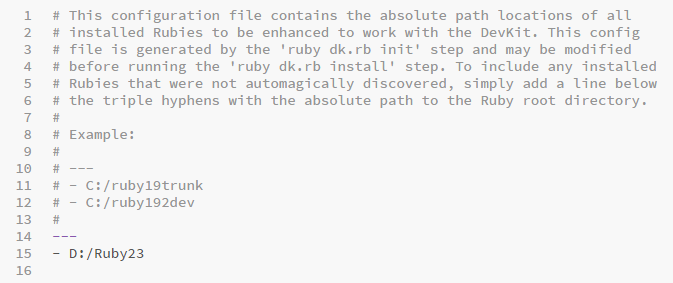 1 # This configuration file contains the absolute path locations of all
2 # installed Rubies to be enhanced to work with the DevKit. This config
3 # file is generated by the 'ruby dk.rb init' step and may be modified
4 # before running the 'ruby dk.rb install' step. To include any installed
5 # Rubies that were not automagically discovered, simply add a line below
6 # the triple hyphens with the absolute path to the Ruby root directory.
7 #
8 # Example:
9 #
10 # ---
11 # - C:/ruby19trunk
12 # - C:/ruby192dev
13 #
14 ---
15 - D:/Ruby23
16